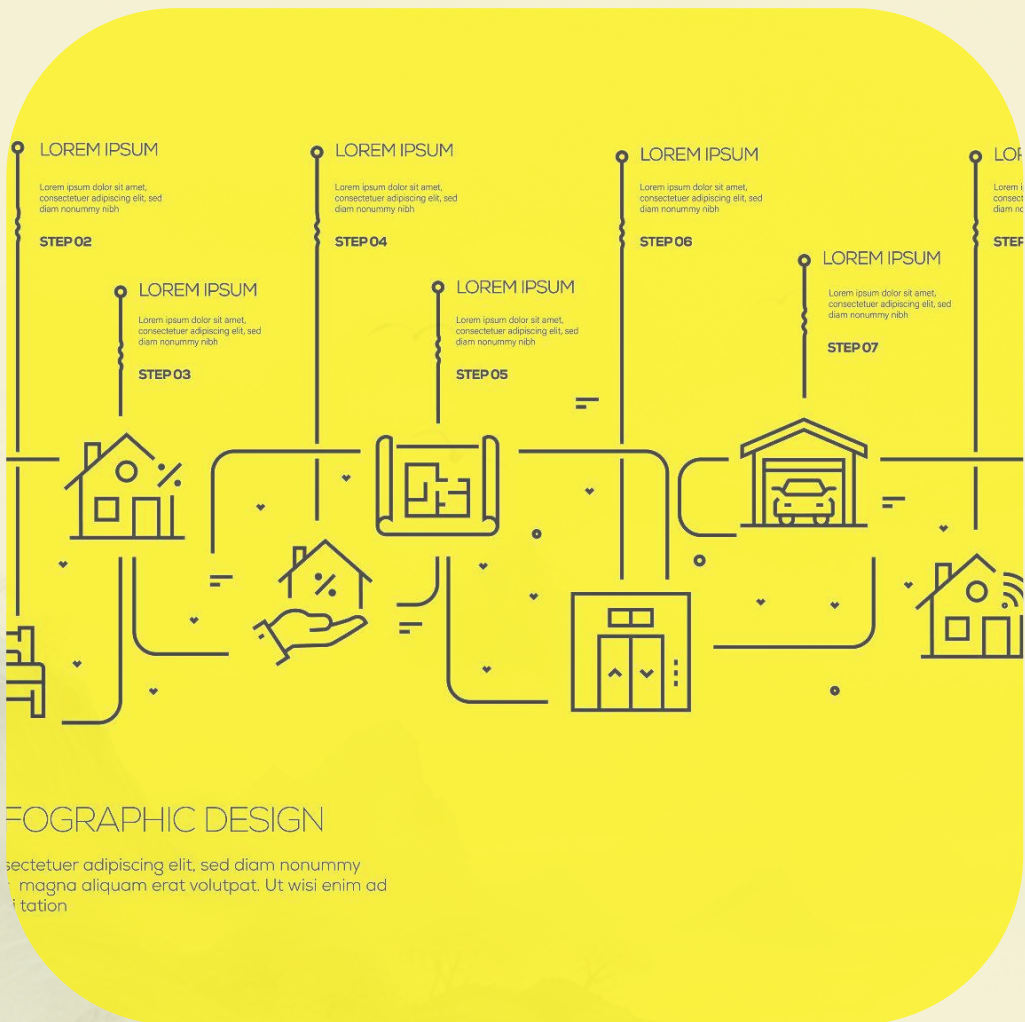 LOREM IPSUM
Lorem ipsum dolor sit amet,
consectetuer adipiscing elit, sed
diam nonummy nibh
STEP 02
LOREM IPSUM
Lorem ipsum dolor sit amet,
consectetuer adipiscing elit, sed
diam nonummy nibh
STEP 03
LOREM IPSUM
Lorem ipsum dolor sit amet,
consectetuer adipiscing elit, sed
diam nonummy nibh
STEP 04
LOREM IPSUM
Lorem ipsum dolor sit amet,
consectetuer adipiscing elit, sed
diam nonummy nibh
STEP 05
LOREM IPSUM
Lorem ipsum dolor sit amet,
consectetuer adipiscing elit, sed
diam nonummy nibh
STEP 06
LOREM IPSUM
Lorem ipsum dolor sit amet,
consectetuer adipiscing elit, sed
diam nonummy nibh
STEP 07
FOGRAPHIC DESIGN
sectetuer adipiscing elit, sed diam nonummy
magna aliquam erat volutpat. Ut wisi enim ad
tation